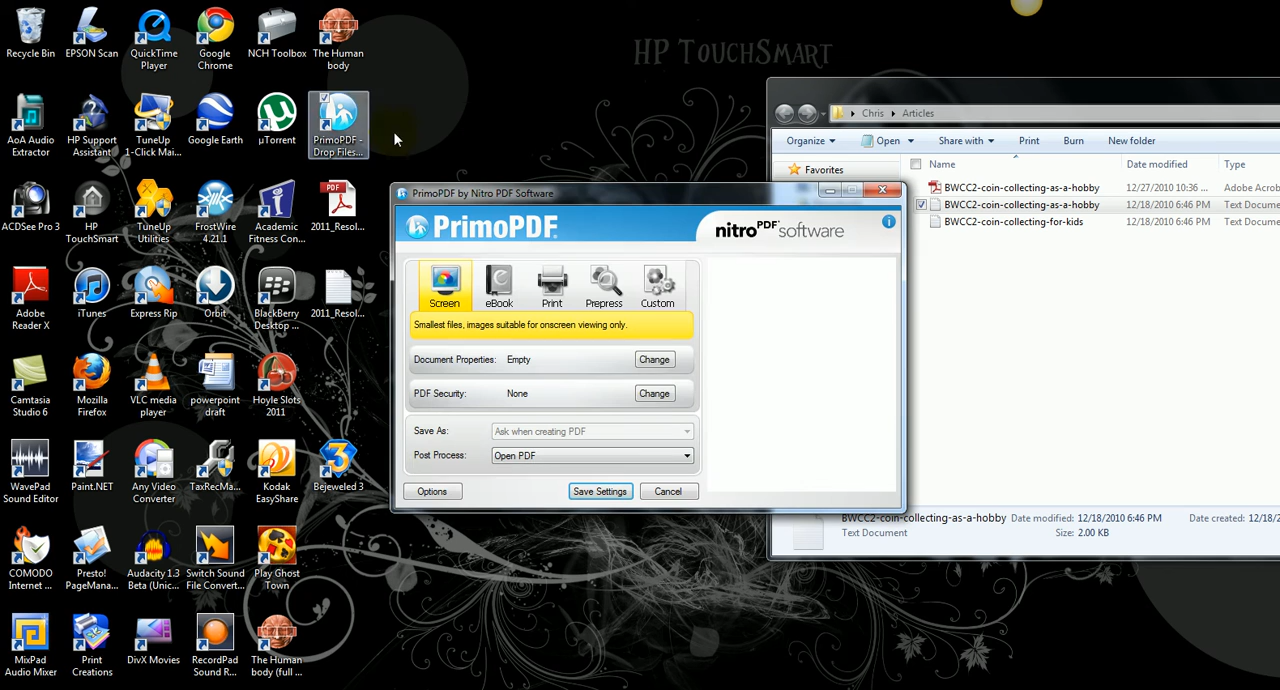 HP TouchSmart
Recycle Bin
EPSON Scan
QuickTime
Player
Google
Chrome
NCH Toolbox
The Human
body
AoA Audio
Extractor
HP Support
Assistant
TuneUp
1-Click Mai...
Google Earth
µTorrent
PrimoPDF -
Drop Files...
ACDSee Pro 3
HP
TouchSmart
TuneUp
Utilities
FrostWire
4.21.1
Academic
Fitness Con...
PDF
2011_Resol...
Adobe
Reader X
iTunes
Express Rip
Orbit
BlackBerry
Desktop ...
2011_Resol...
Camtasia
Studio 6
Mozilla
Firefox
VLC media
player
powerpoint
draft
Hoyle Slots
2011
WavePad
Sound Editor
Paint.NET
Any Video
Converter
TaxRecMa...
Kodak
EasyShare
3
Bejeweled 3
COMODO
Internet ...
Presto!
PageMana...
Audacity 1.3
Beta (Unic...
Switch Sound
File Convert...
Play Ghost
Town
MixPad
Audio Mixer
Print
Creations
DivX Movies
RecordPad
Sound R...
The Human
body (full ...
PrimoPDF by Nitro PDF Software
PrimoPDF
nitroPDF software
Screen
eBook
Print
Prepress
Custom
Smallest files, images suitable for onscreen viewing only.
Document Properties: Empty Change
PDF Security: None Change
Save As: Ask when creating PDF
Post Process: Open PDF
Options Save Settings Cancel
Chris Articles
Organize Open Share with Print Burn New folder
Favorites
Name Date modified Type
BWCC2-coin-collecting-as-a-hobby 12/27/2010 10:36 ... Adobe Acrob
BWCC2-coin-collecting-as-a-hobby 12/18/2010 6:46 PM Text Docume
BWCC2-coin-collecting-for-kids 12/18/2010 6:46 PM Text Docume
BWCC2-coin-collecting-as-a-hobby Date modified: 12/18/2010 6:46 PM Date created: 12/18/2
Text Document Size: 2.00 KB